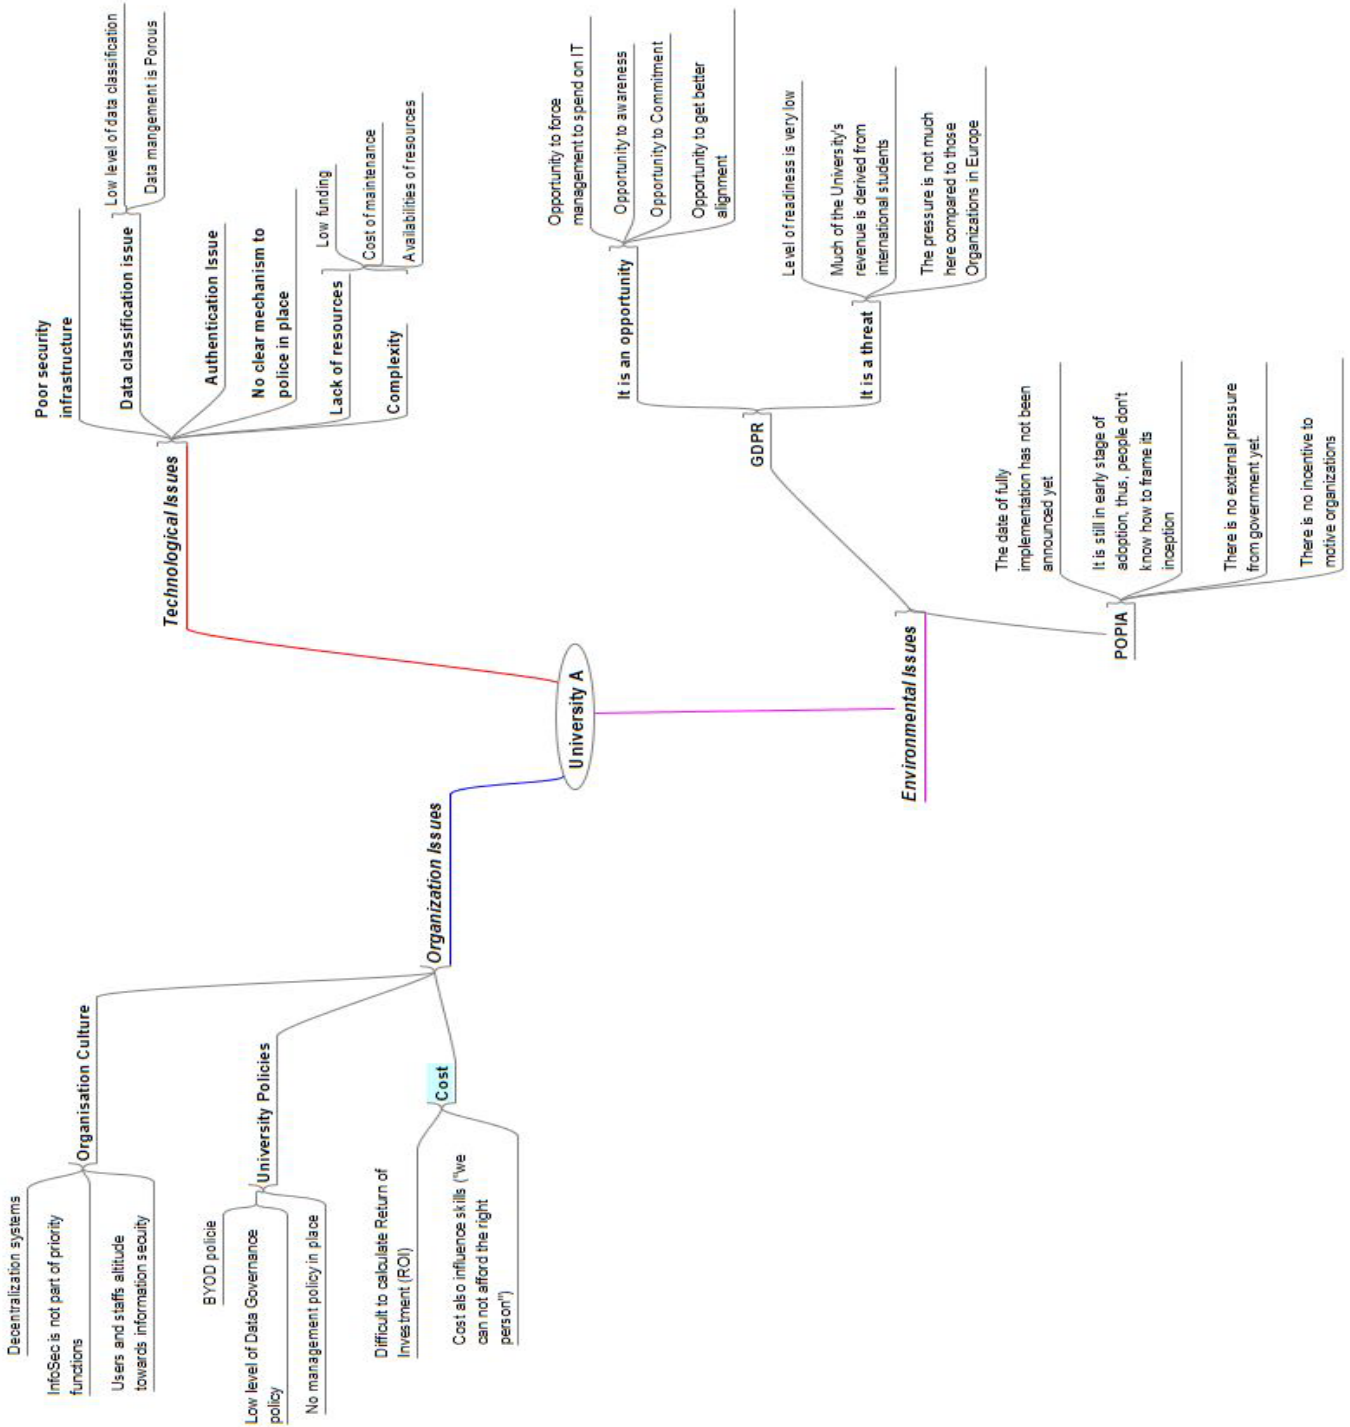 Decentralization systems
InfoSec is not part of priority
functions
Users and staffs altitude
towards information secuity
Organisation Culture
BYOD policie
Low level of Data Governance
policy
No management policy in place
University Policies
Difficult to calculate Return of
Investment (ROI)
Cost also influence skills ("we
can not afford the right
person")
Cost
Organization Issues
University A
Technological Issues
Poor security
infrastructure
Data classification issue
Low level of data classification
Data mangement is Porous
Authentication Issue
No clear mechanism to
police in place
Lack of resources
Low funding
Cost of maintenance
Availabilities of resources
Complexity
Environmental Issues
GDPR
It is an opportunity
Opportunity to force
management to spend on IT
Opportunity to awareness
Opportunity to Commitment
Opportunity to get better
alignment
It is a threat
Level of readiness is very low
Much of the University's
revenue is derived from
international students
The pressure is not much
here compared to those
Organizations in Europe
POPIA
The date of fully
implementation has not been
announced yet
It is still in early stage of
adoption, thus, people don't
know how to frame its
inception
There is no external pressure
from government yet.
There is no incentive to
motive organizations